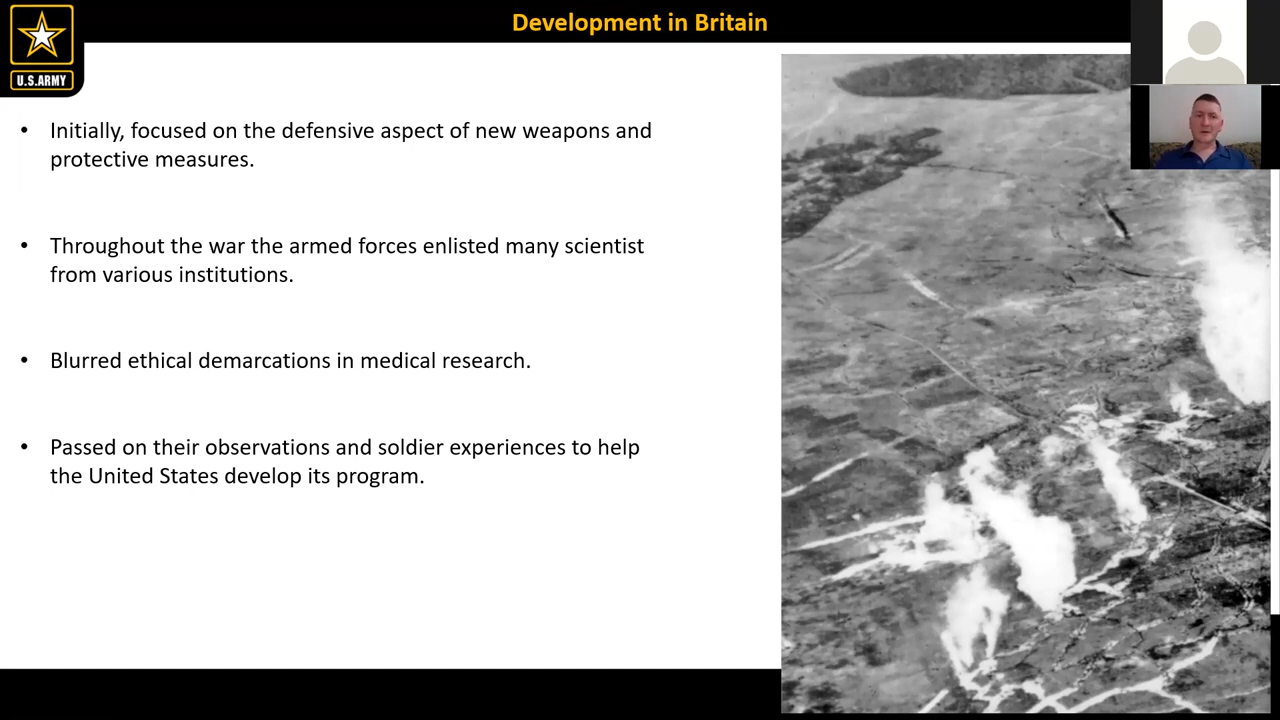 Development in Britain
U.S.ARMY
• Initially, focused on the defensive aspect of new weapons and
protective measures.
• Throughout the war the armed forces enlisted many scientist
from various institutions.
• Blurred ethical demarcations in medical research.
• Passed on their observations and soldier experiences to help
the United States develop its program.